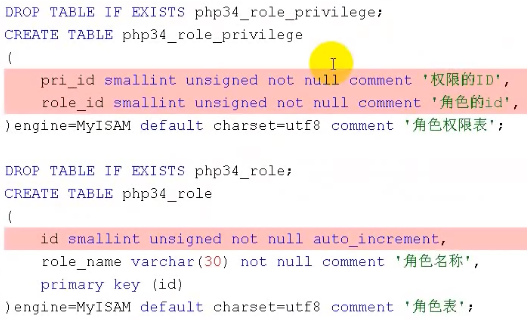 DROP TABLE IF EXISTS php34_role_privilege;
CREATE TABLE php34_role_privilege
(
pri_id smallint unsigned not null comment '权限的ID',
role_id smallint unsigned not null comment '角色的id',
)engine=MyISAM default charset=utf8 comment '角色权限表';
DROP TABLE IF EXISTS php34_role;
CREATE TABLE php34_role
(
id smallint unsigned not null auto_increment,
role_name varchar(30) not null comment '角色名称',
primary key (id)
)engine=MyISAM default charset=utf8 comment '角色表';